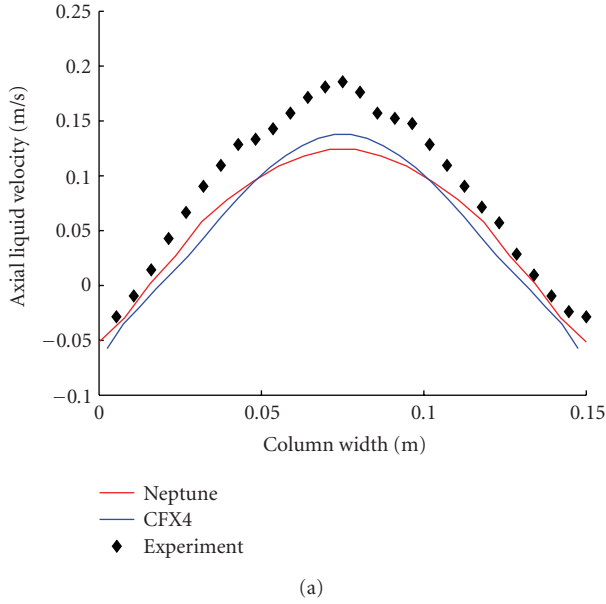 0.25
0.2
0.15
0.1
0.05
0
−0.05
−0.1
Axial liquid velocity (m/s)
0
0.05
0.1
0.15
Column width (m)
Neptune
CFX4
Experiment
(a)